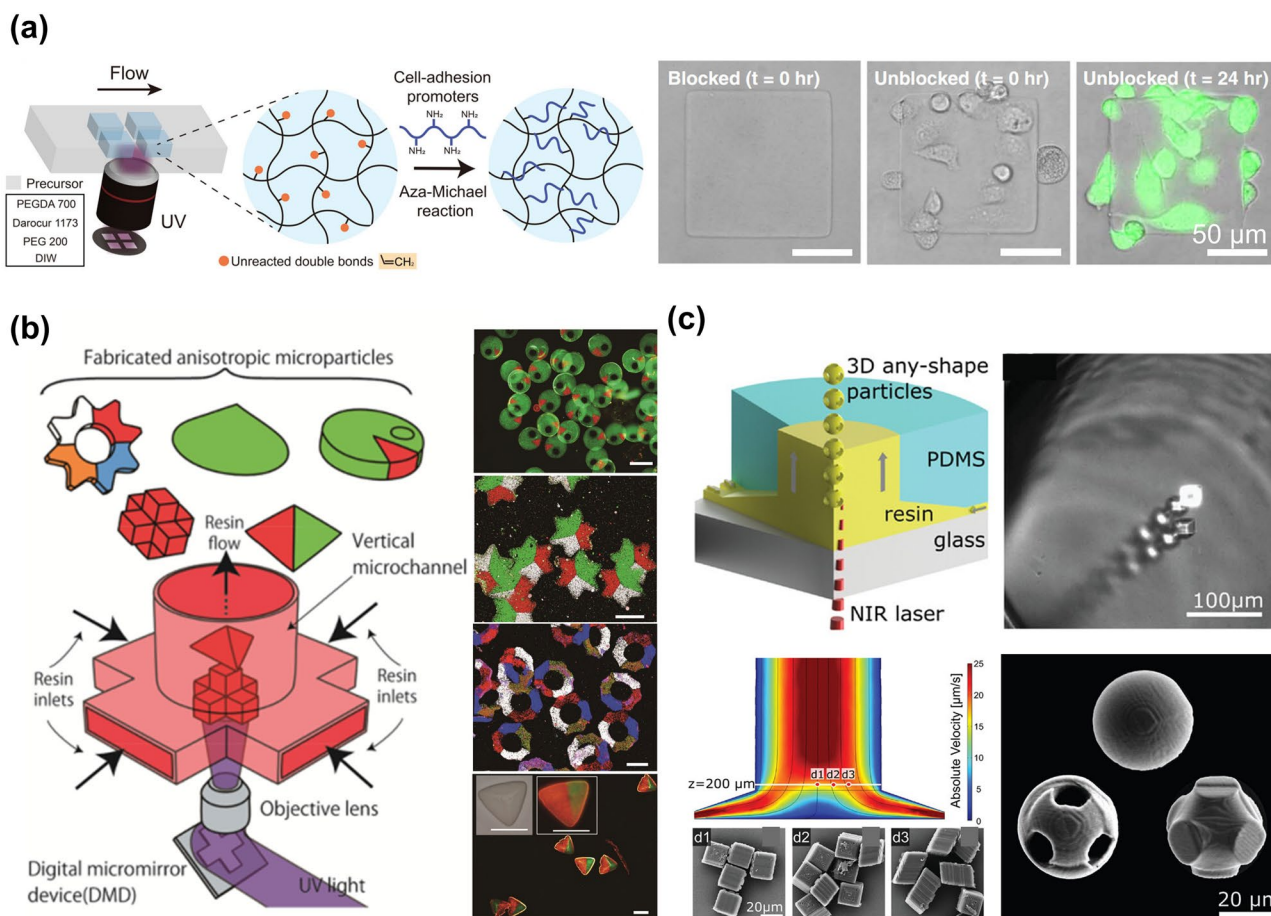 (a)
Flow
Precursor
PEGDA 700
Darocur 1173
PEG 200
DIW
UV
Cell-adhesion
promoters
NH₂
NH₂
NH₂
NH₂
Aza-Michael
reaction
Unreacted double bonds
=CH₂
Blocked (t = 0 hr)
Unblocked (t = 0 hr)
Unblocked (t = 24 hr)
50 µm
(b)
Fabricated anisotropic microparticles
Resin
flow
Vertical
microchannel
Resin
inlets
Resin
inlets
Objective lens
Digital micromirror
device(DMD)
UV light
(c)
3D any-shape
particles
PDMS
resin
glass
NIR laser
100µm
z=200 µm
d1
d2
d3
25
20
15
10
5
0
Absolute Velocity [µm/s]
d1
20µm
d2
d3
20 µm